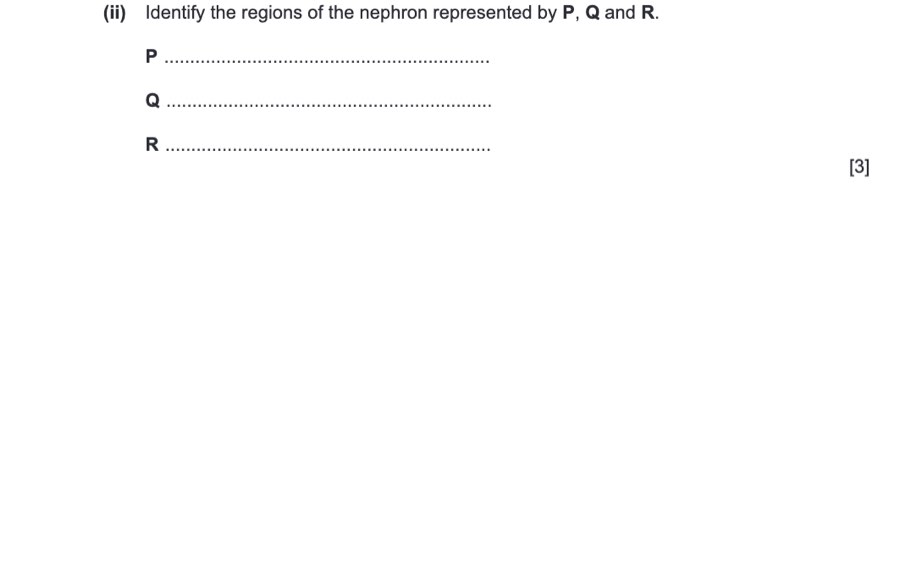 (ii) Identify the regions of the nephron represented by P, Q and R.
P ................................................................
Q ................................................................
R ................................................................
[3]